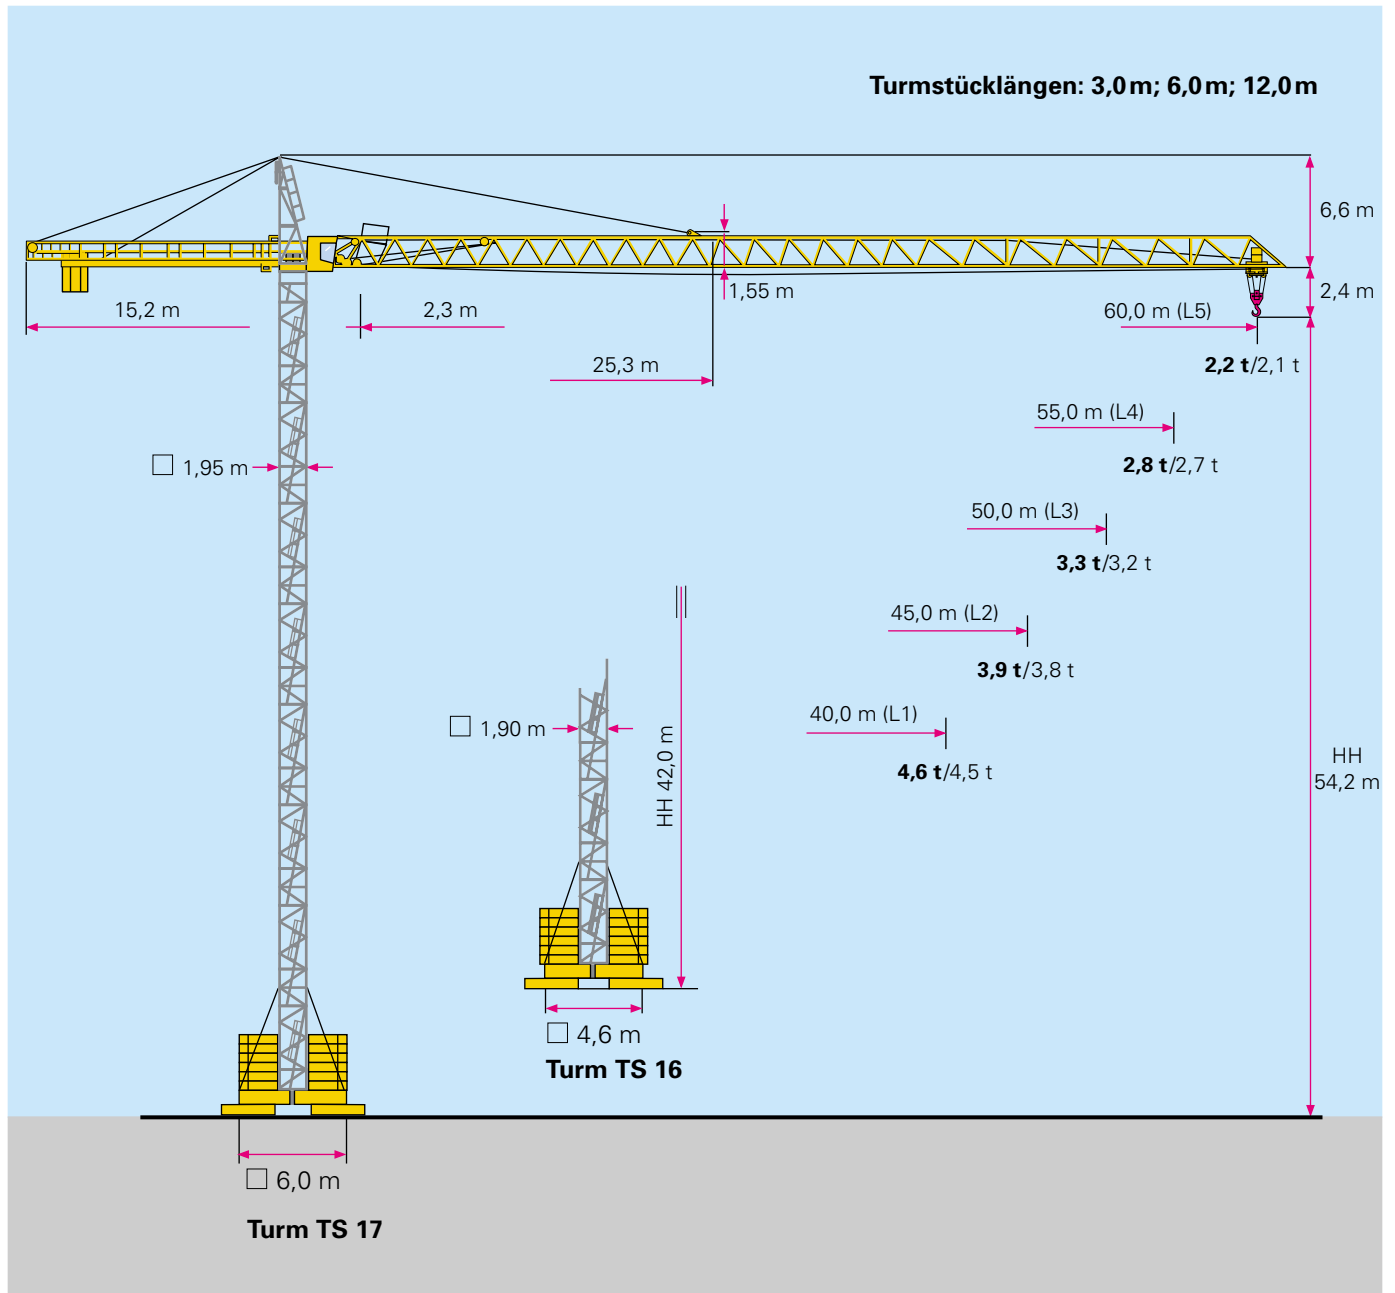 Turmstücklängen: 3,0 m; 6,0 m; 12,0 m
6,6 m
1,55 m
2,4 m
15,2 m
2,3 m
60,0 m (L5)
25,3 m
2,2 t/2,1 t
55,0 m (L4)
2,8 t/2,7 t
□ 1,95 m
50,0 m (L3)
3,3 t/3,2 t
45,0 m (L2)
3,9 t/3,8 t
□ 1,90 m
HH 42,0 m
40,0 m (L1)
4,6 t/4,5 t
HH
54,2 m
□ 4,6 m
Turm TS 16
□ 6,0 m
Turm TS 17